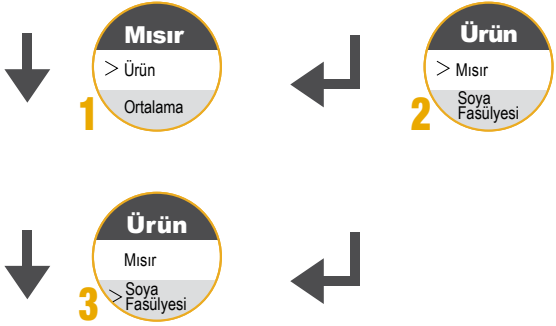 Mısır
> Ürün
Ortalama
1
Ürün
> Mısır
Soya
Fasülyesi
2
Ürün
Mısır
> Soya
Fasülyesi
3